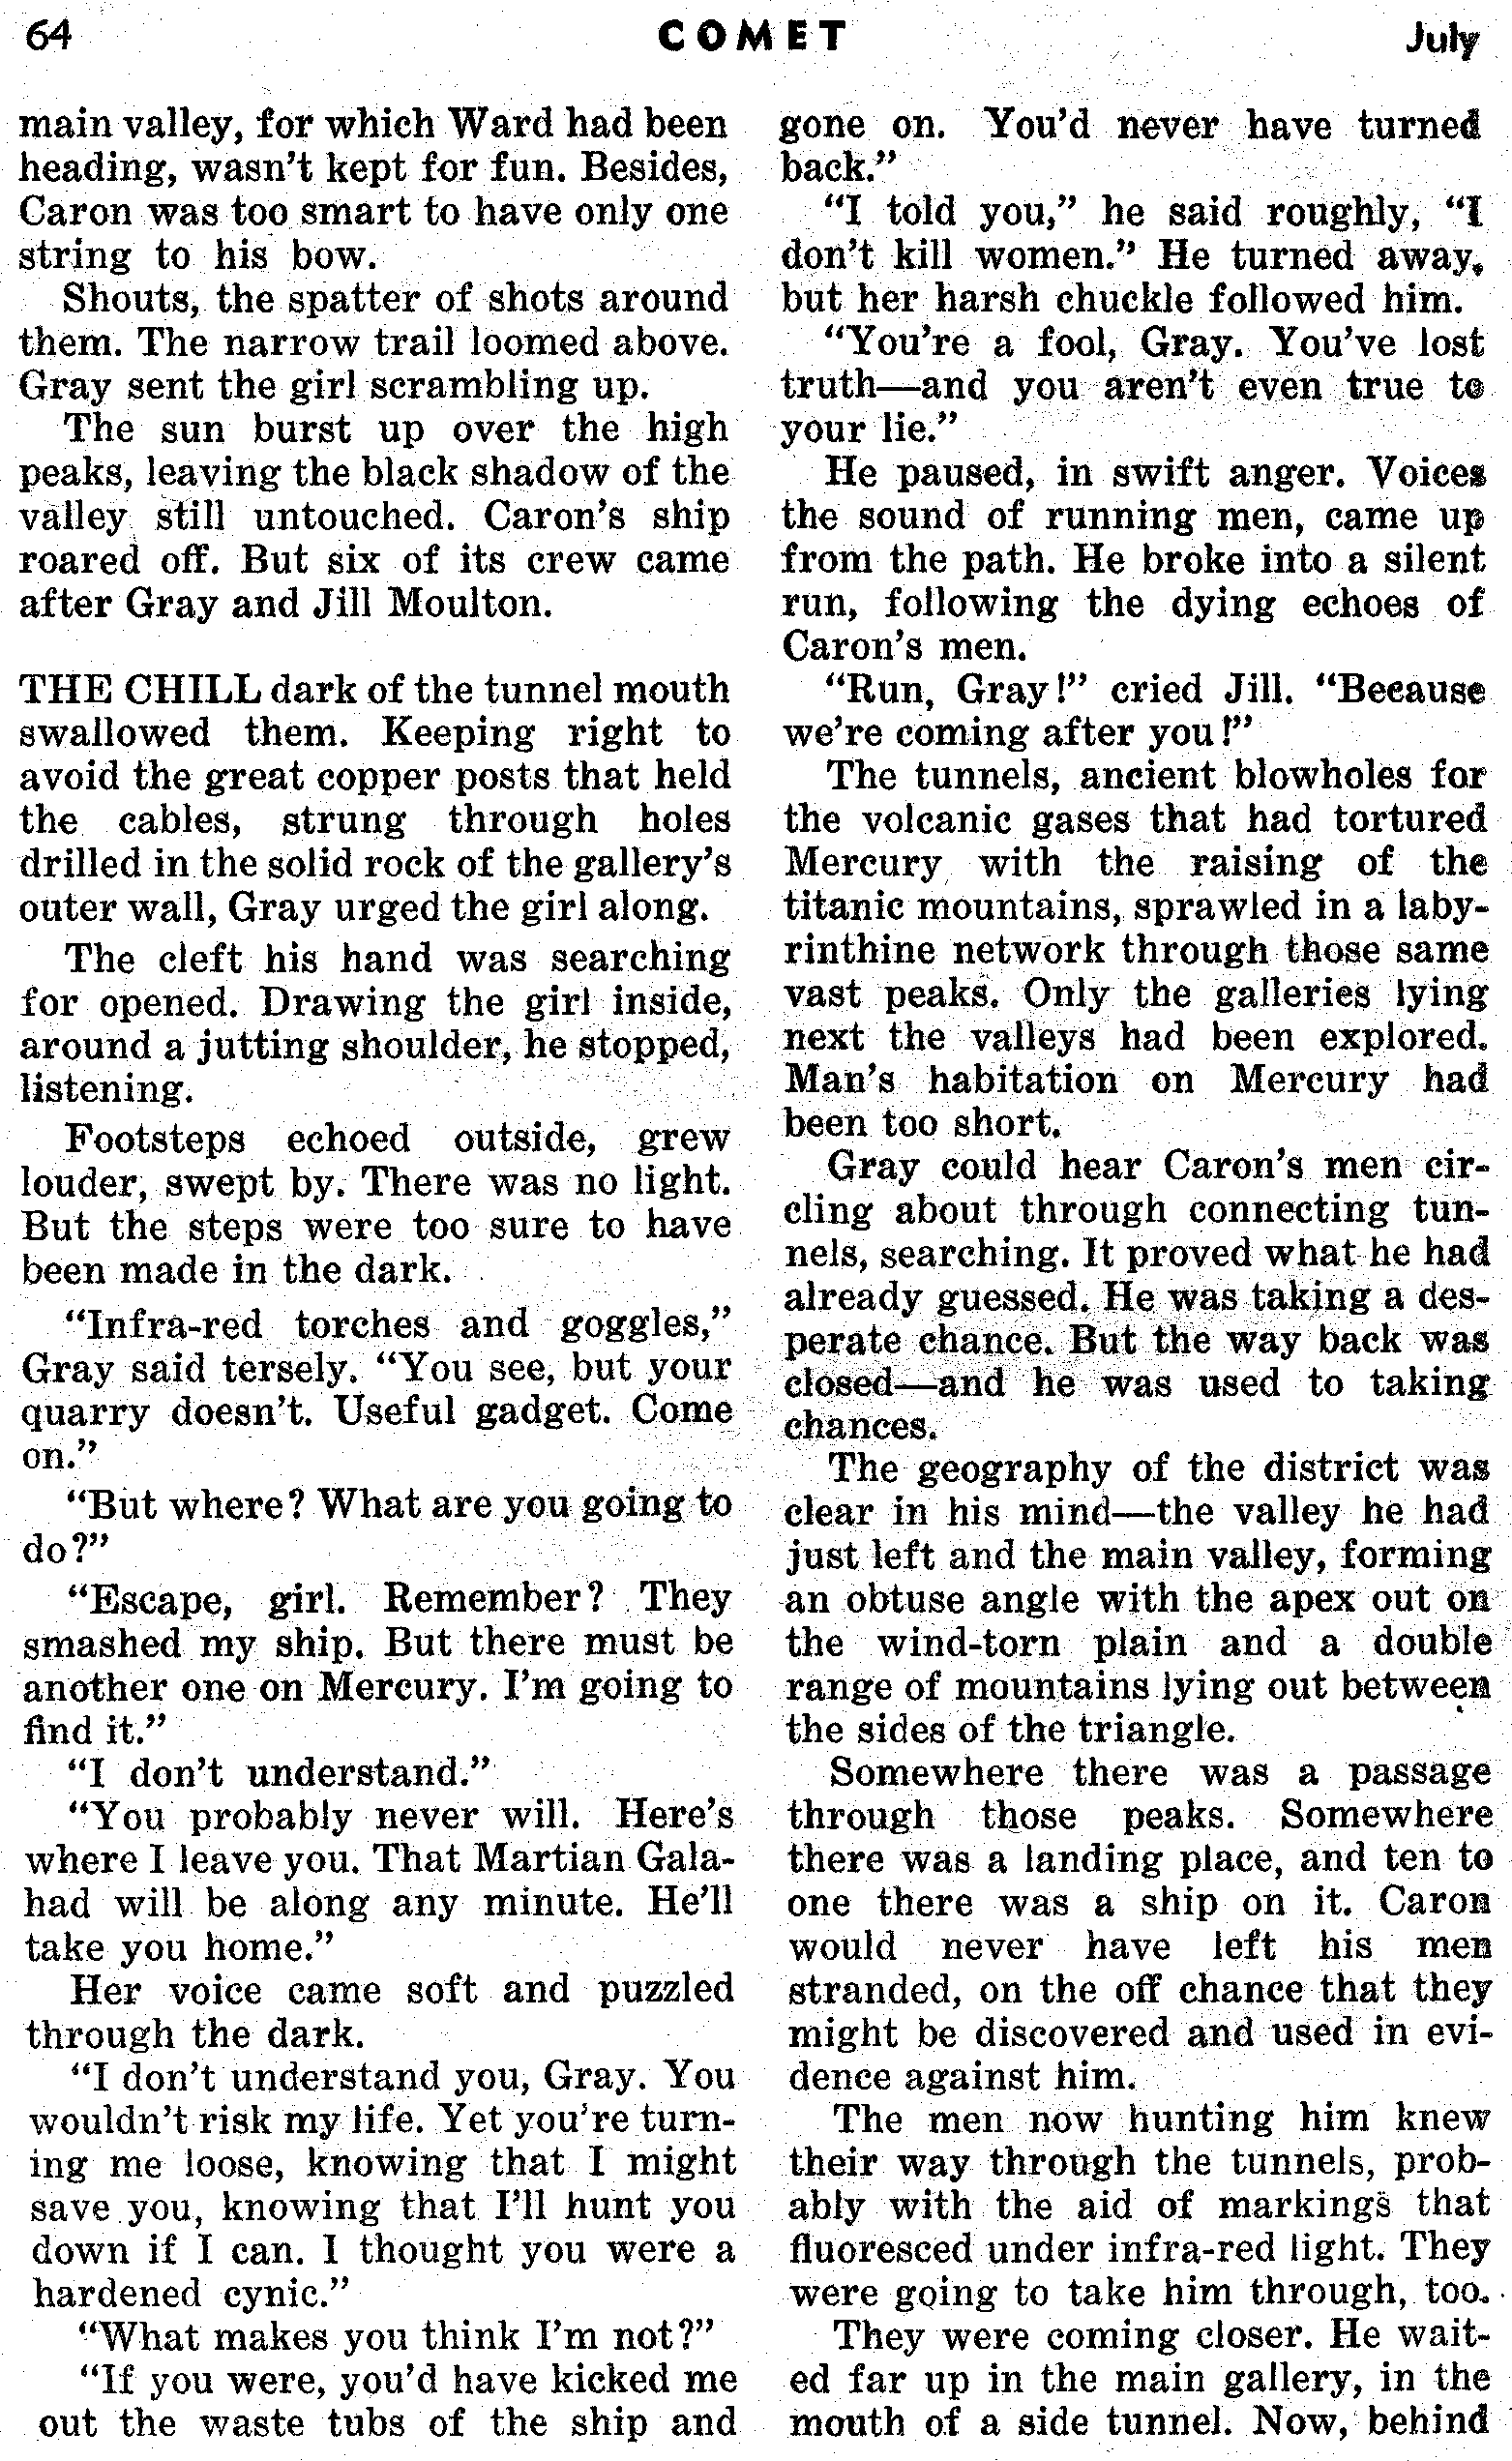 64 COMET July
main valley, for which Ward had been
heading, wasn't kept for fun. Besides,
Caron was too smart to have only one
string to his bow.
Shouts, the spatter of shots around
them. The narrow trail loomed above.
Gray sent the girl scrambling up.
The sun burst up over the high
peaks, leaving the black shadow of the
valley still untouched. Caron's ship
roared off. But six of its crew came
after Gray and Jill Moulton.
THE CHILL dark of the tunnel mouth
swallowed them. Keeping right to
avoid the great copper posts that held
the cables, strung through holes
drilled in the solid rock of the gallery's
outer wall, Gray urged the girl along.
The cleft his hand was searching
for opened. Drawing the girl inside,
around a jutting shoulder, he stopped,
listening.
Footsteps echoed outside, grew
louder, swept by. There was no light.
But the steps were too sure to have
been made in the dark.
"Infra-red torches and goggles,"
Gray said tersely. "You see, but your
quarry doesn't. Useful gadget. Come
on."
"But where? What are you going to
do?"
"Escape, girl. Remember? They
smashed my ship. But there must be
another one on Mercury. I'm going to
find it."
"I don't understand."
"You probably never will. Here's
where I leave you. That Martian Gala-
had will be along any minute. He'll
take you home."
Her voice came soft and puzzled
through the dark.
"I don't understand you, Gray. You
wouldn't risk my life. Yet you're turn-
ing me loose, knowing that I might
save you, knowing that I'll hunt you
down if I can. I thought you were a
hardened cynic."
"What makes you think I'm not?"
"If you were, you'd have kicked me
out the waste tubs of the ship and
gone on. You'd never have turned
back."
"I told you," he said roughly, "I
don't kill women." He turned away,
but her harsh chuckle followed him.
"You're a fool, Gray. You've lost
truth—and you aren't even true to
your lie."
He paused, in swift anger. Voices
the sound of running men, came up
from the path. He broke into a silent
run, following the dying echoes of
Caron's men.
"Run, Gray!" cried Jill. "Because
we're coming after you!"
The tunnels, ancient blowholes for
the volcanic gases that had tortured
Mercury with the raising of the
titanic mountains, sprawled in a laby-
rinthine network through those same
vast peaks. Only the galleries lying
next the valleys had been explored.
Man's habitation on Mercury had
been too short.
Gray could hear Caron's men cir-
cling about through connecting tun-
nels, searching. It proved what he had
already guessed. He was taking a des-
perate chance. But the way back was
closed—and he was used to taking
chances.
The geography of the district was
clear in his mind—the valley he had
just left and the main valley, forming
an obtuse angle with the apex out on
the wind-torn plain and a double
range of mountains lying out between
the sides of the triangle.
Somewhere there was a passage
through those peaks. Somewhere
there was a landing place, and ten to
one there was a ship on it. Caron
would never have left his men
stranded, on the off chance that they
might be discovered and used in evi-
dence against him.
The men now hunting him knew
their way through the tunnels, prob-
ably with the aid of markings that
fluoresced under infra-red light. They
were going to take him through, too.
They were coming closer. He wait-
ed far up in the main gallery, in the
mouth of a side tunnel. Now, behind